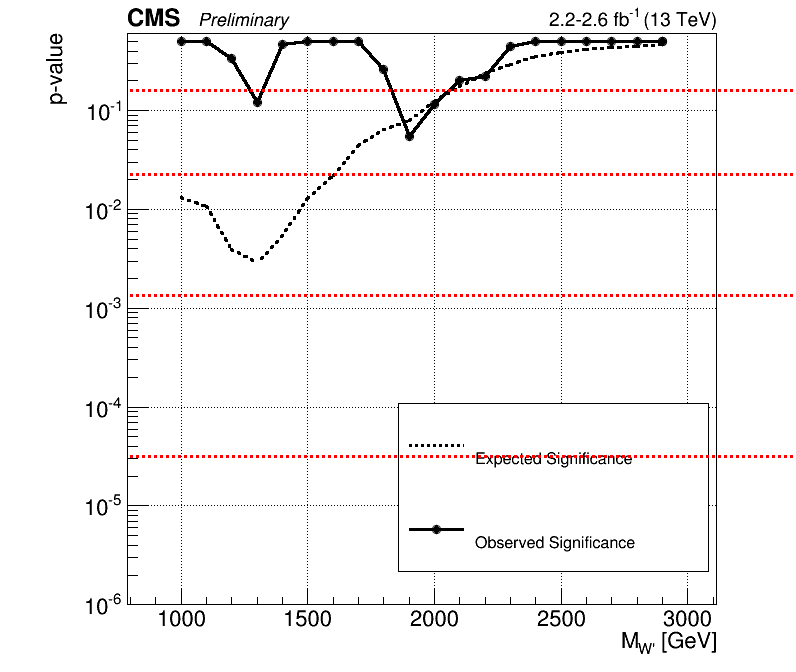 CMS Preliminary 2.2-2.6 fb⁻¹ (13 TeV)
p-value
10⁻¹
10⁻²
10⁻³
10⁻⁴
10⁻⁵
10⁻⁶
Expected Significance
Observed Significance
1000 1500 2000 2500 3000
M_W' [GeV]